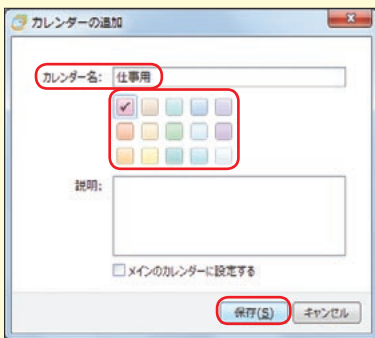 カレンダーの追加
カレンダー名: 仕事用
説明:
メインのカレンダーに設定する
保存(S) キャンセル